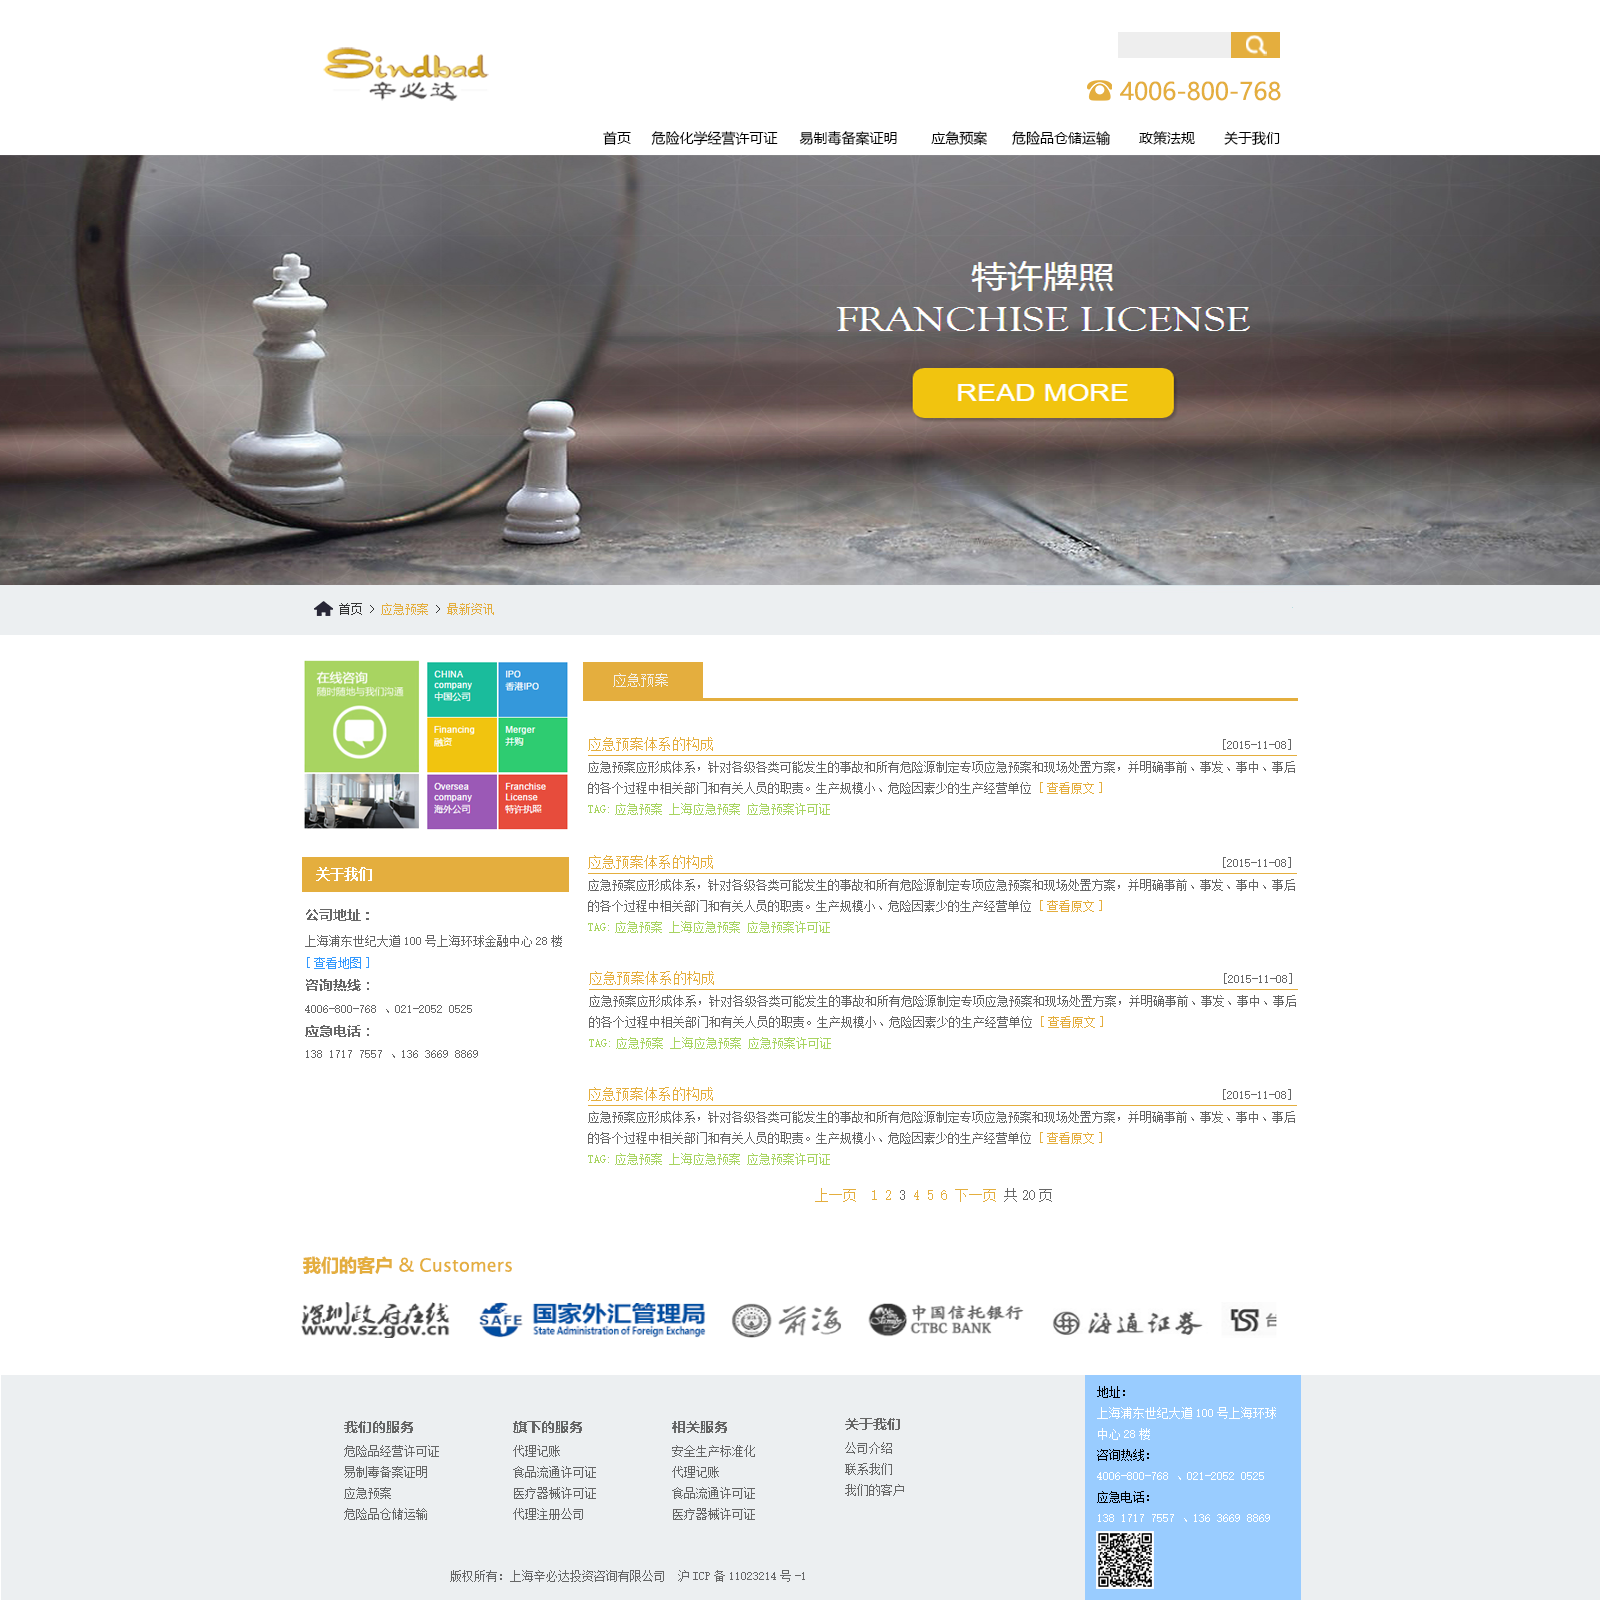 Sindbad
辛必达
4006-800-768
首页 危险化学经营许可证 易制毒备案证明 应急预案 危险品仓储运输 政策法规 关于我们
特许牌照
FRANCHISE LICENSE
READ MORE
首页 > 应急预案 > 最新资讯
在线咨询
随时随地与我们沟通
CHINA
company
中国公司
IPO
香港IPO
Financing
融资
Merger
并购
Oversea
company
海外公司
Franchise
License
特许执照
关于我们
公司地址：
上海浦东世纪大道 100 号上海环球金融中心 28 楼
[ 查看地图 ]
咨询热线：
4006-800-768 、021-2052 0525
应急电话：
138 1717 7557 、136 3669 8869
应急预案
应急预案体系的构成 [2015-11-08]
应急预案应形成体系，针对各级各类可能发生的事故和所有危险源制定专项应急预案和现场处置方案，并明确事前、事发、事中、事后
的各个过程中相关部门和有关人员的职责。生产规模小、危险因素少的生产经营单位 [ 查看原文 ]
TAG: 应急预案 上海应急预案 应急预案许可证
应急预案体系的构成 [2015-11-08]
应急预案应形成体系，针对各级各类可能发生的事故和所有危险源制定专项应急预案和现场处置方案，并明确事前、事发、事中、事后
的各个过程中相关部门和有关人员的职责。生产规模小、危险因素少的生产经营单位 [ 查看原文 ]
TAG: 应急预案 上海应急预案 应急预案许可证
应急预案体系的构成 [2015-11-08]
应急预案应形成体系，针对各级各类可能发生的事故和所有危险源制定专项应急预案和现场处置方案，并明确事前、事发、事中、事后
的各个过程中相关部门和有关人员的职责。生产规模小、危险因素少的生产经营单位 [ 查看原文 ]
TAG: 应急预案 上海应急预案 应急预案许可证
应急预案体系的构成 [2015-11-08]
应急预案应形成体系，针对各级各类可能发生的事故和所有危险源制定专项应急预案和现场处置方案，并明确事前、事发、事中、事后
的各个过程中相关部门和有关人员的职责。生产规模小、危险因素少的生产经营单位 [ 查看原文 ]
TAG: 应急预案 上海应急预案 应急预案许可证
上一页 1 2 3 4 5 6 下一页 共 20 页
我们的客户 & Customers
深圳政府在线
www.sz.gov.cn
SAFE
国家外汇管理局
State Administration of Foreign Exchange
前海
中国信托银行
CTBC BANK
海通证券
台
我们的服务
危险品经营许可证
易制毒备案证明
应急预案
危险品仓储运输
旗下的服务
代理记账
食品流通许可证
医疗器械许可证
代理注册公司
相关服务
安全生产标准化
代理记账
食品流通许可证
医疗器械许可证
关于我们
公司介绍
联系我们
我们的客户
地址：
上海浦东世纪大道 100 号上海环球
中心 28 楼
咨询热线：
4006-800-768 、021-2052 0525
应急电话：
138 1717 7557 、136 3669 8869
版权所有：上海辛必达投资咨询有限公司 沪 ICP 备 11023214 号 -1